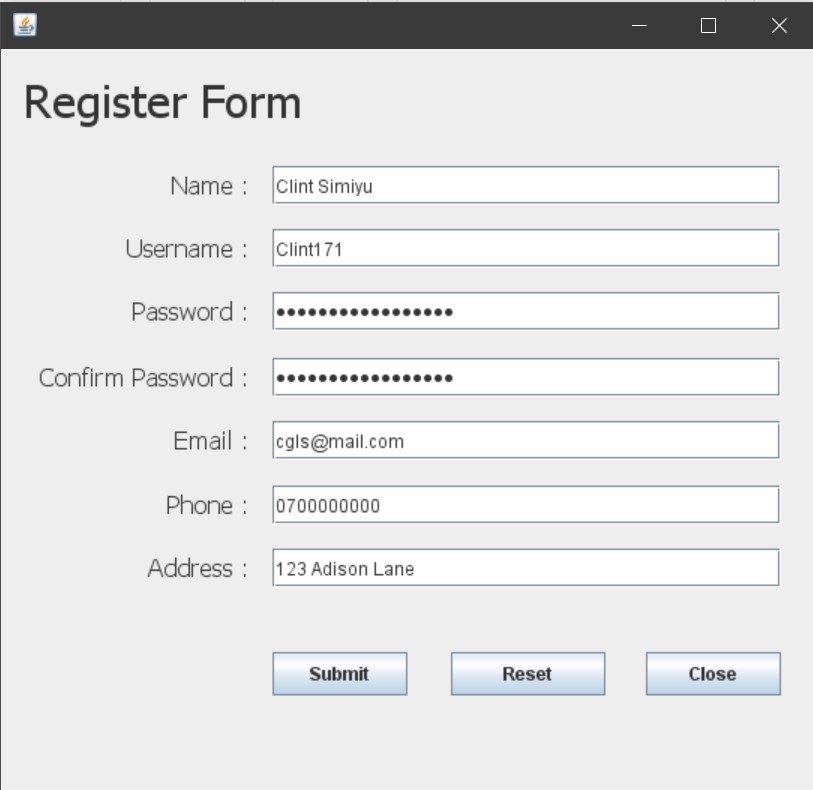 Register Form
Name : Clint Simiyu
Username : Clint171
Password : •••••••••••••••••
Confirm Password : •••••••••••••••••
Email : cgls@mail.com
Phone : 0700000000
Address : 123 Adison Lane
Submit Reset Close